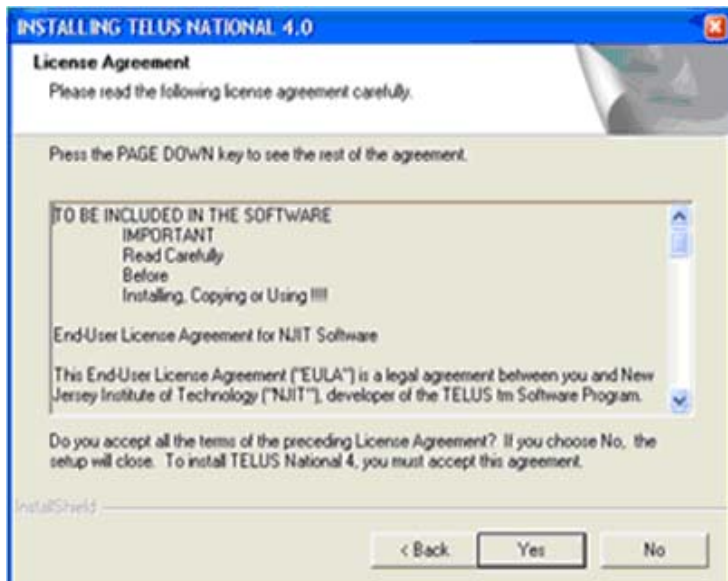 INSTALLING TELUS NATIONAL 4.0
License Agreement
Please read the following license agreement carefully.
Press the PAGE DOWN key to see the rest of the agreement.
TO BE INCLUDED IN THE SOFTWARE
IMPORTANT
Read Carefully
Before
Installing, Copying or Using !!!!
End-User License Agreement for NJIT Software
This End-User License Agreement ("EULA") is a legal agreement between you and New
Jersey Institute of Technology ("NJIT"), developer of the TELUS tm Software Program.
Do you accept all the terms of the preceding License Agreement? If you choose No, the
setup will close. To install TELUS National 4, you must accept this agreement.
InstallShield
< Back
Yes
No